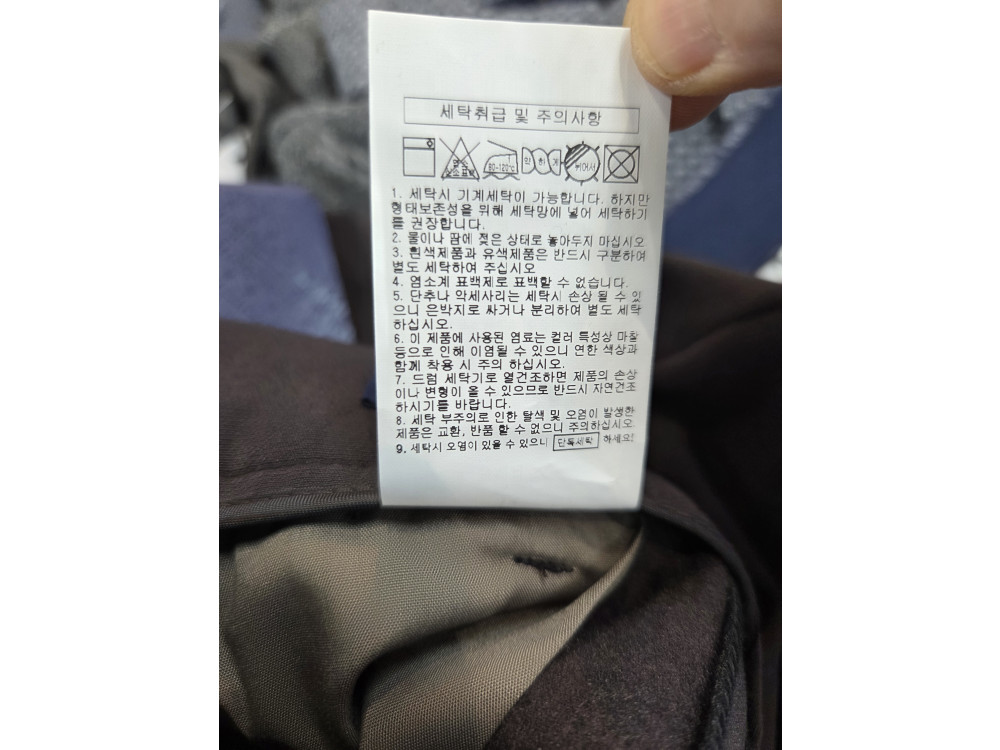 세탁취급 및 주의사항
염소
산소표백
80-120℃
약 하 게
뉘어서
1. 세탁시 기계세탁이 가능합니다. 하지만
형태보존성을 위해 세탁망에 넣어 세탁하기
를 권장합니다.
2. 물이나 땀에 젖은 상태로 놓아두지 마십시오
3. 흰색제품과 유색제품은 반드시 구분하여
별도 세탁하여 주십시오
4. 염소계 표백제로 표백할 수 없습니다.
5. 단추나 악세사리는 세탁시 손상 될 수 있
으니 은박지로 싸거나 분리하여 별도 세탁
하십시오.
6. 이 제품에 사용된 염료는 컬러 특성상 마찰
등으로 인해 이염될 수 있으니 연한 색상과
함께 착용 시 주의 하십시오.
7. 드럼 세탁기로 열건조하면 제품의 손상
이나 변형이 올 수 있으므로 반드시 자연건조
하시기를 바랍니다.
8. 세탁 부주의로 인한 탈색 및 오염이 발생한
제품은 교환, 반품 할 수 없으니 주의하십시오
9. 세탁시 오염이 있을 수 있으니 단독세탁 하세요!